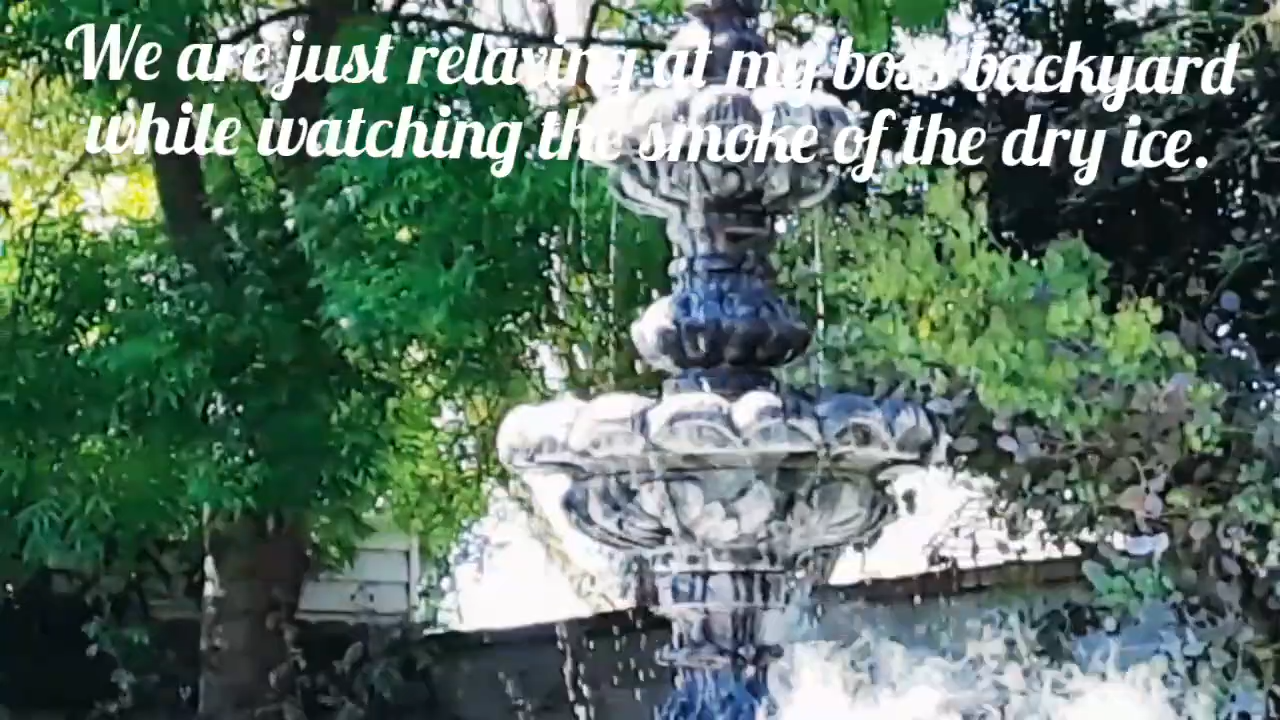 We are just relaxing at my boss backyard
while watching the smoke of the dry ice.